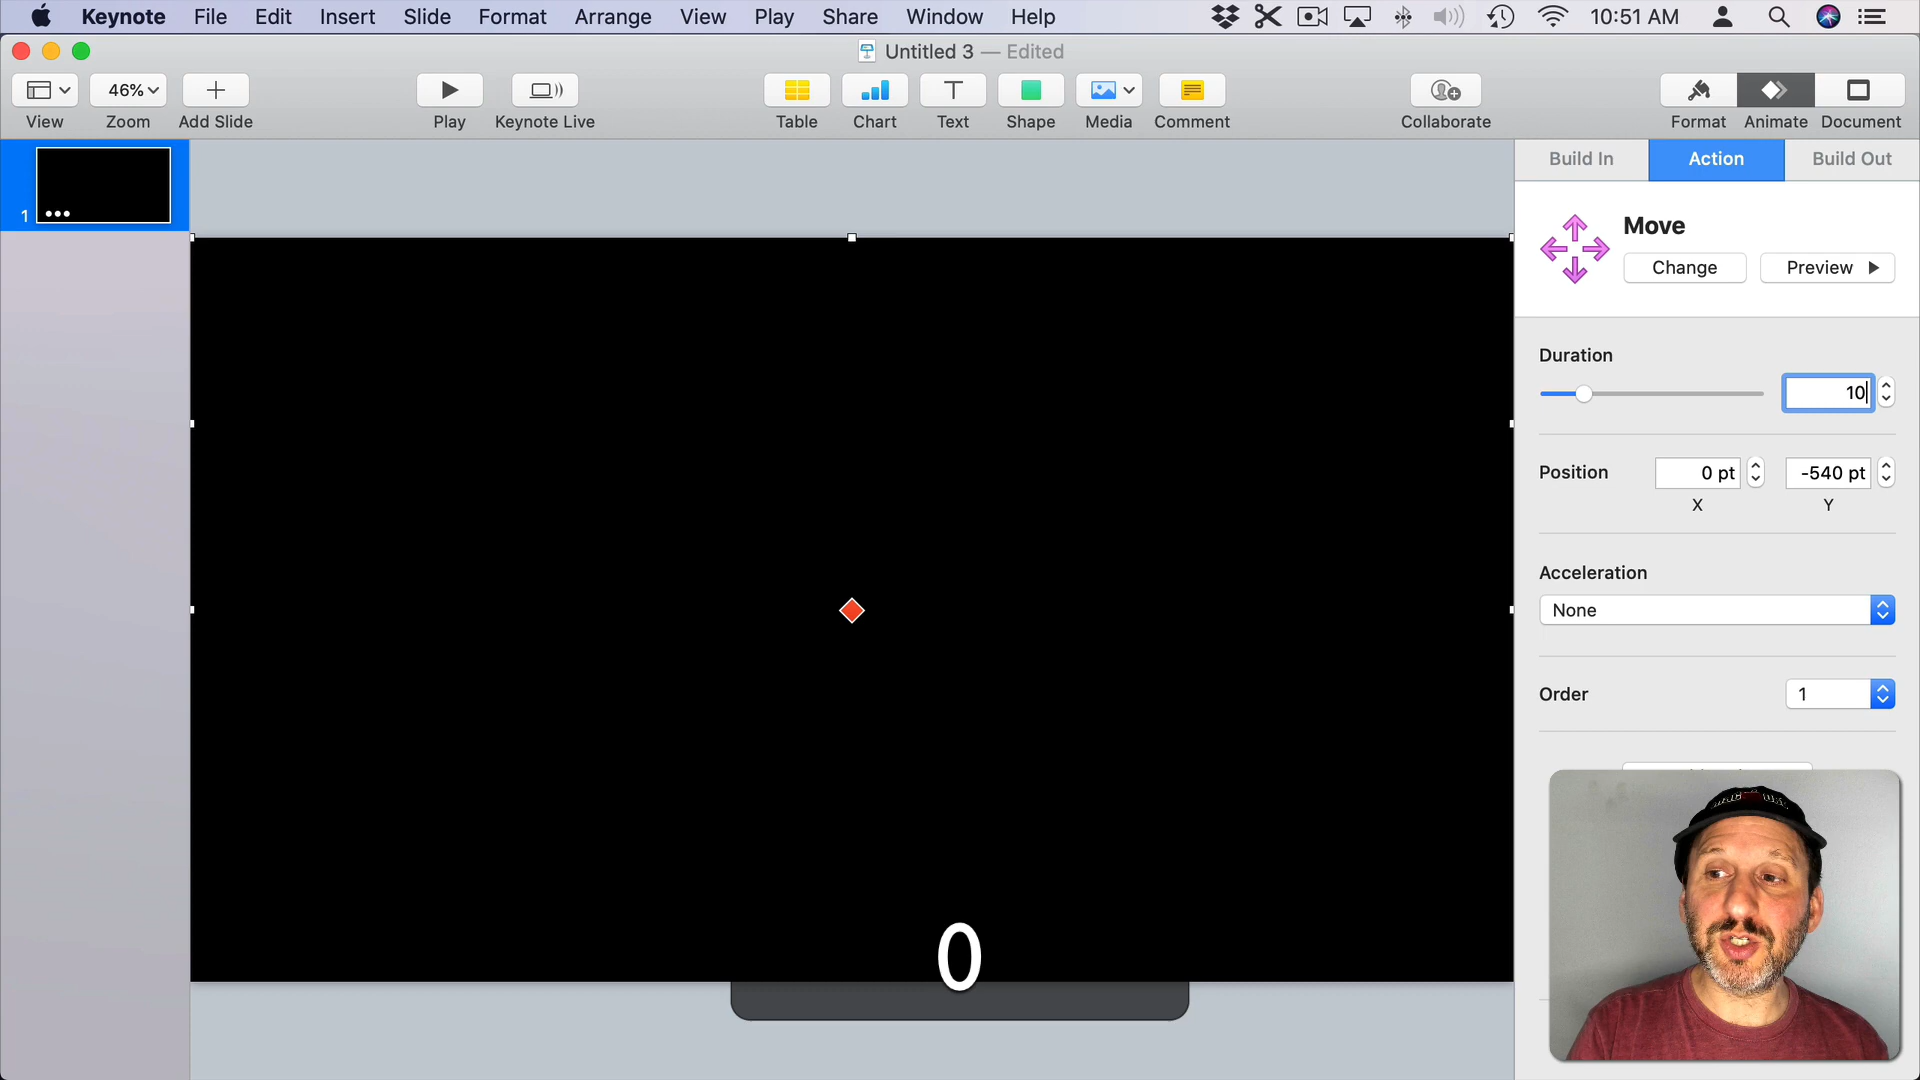 Keynote File Edit Insert Slide Format Arrange View Play Share Window Help 10:51 AM
Untitled 3 — Edited
46%
View Zoom Add Slide Play Keynote Live Table Chart Text Shape Media Comment Collaborate Format Animate Document
1
Build In Action Build Out
Move
Change Preview
Duration
10
Position 0 pt -540 pt
X Y
Acceleration
None
Order 1
0